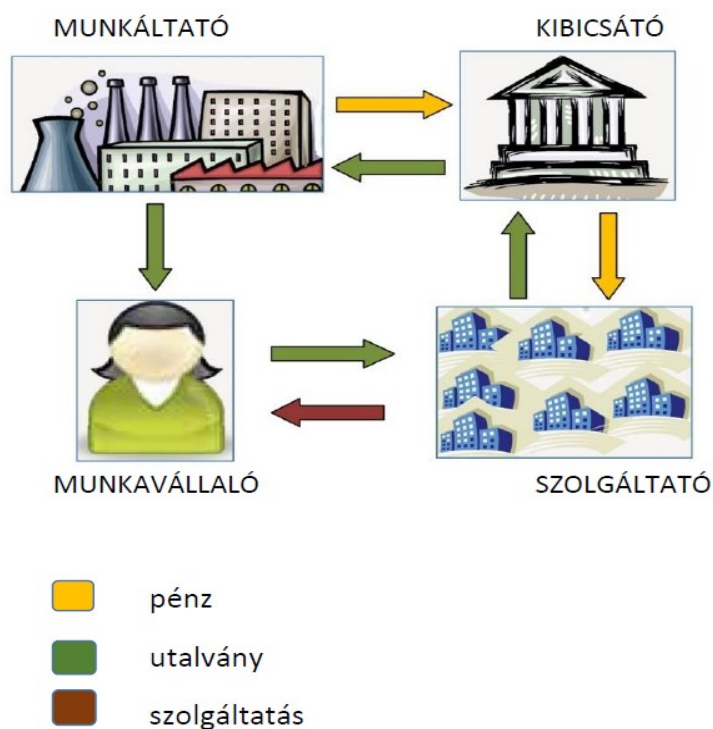 MUNKÁLTATÓ
KIBICSÁTÓ
MUNKAVÁLLALÓ
SZOLGÁLTATÓ
pénz
utalvány
szolgáltatás